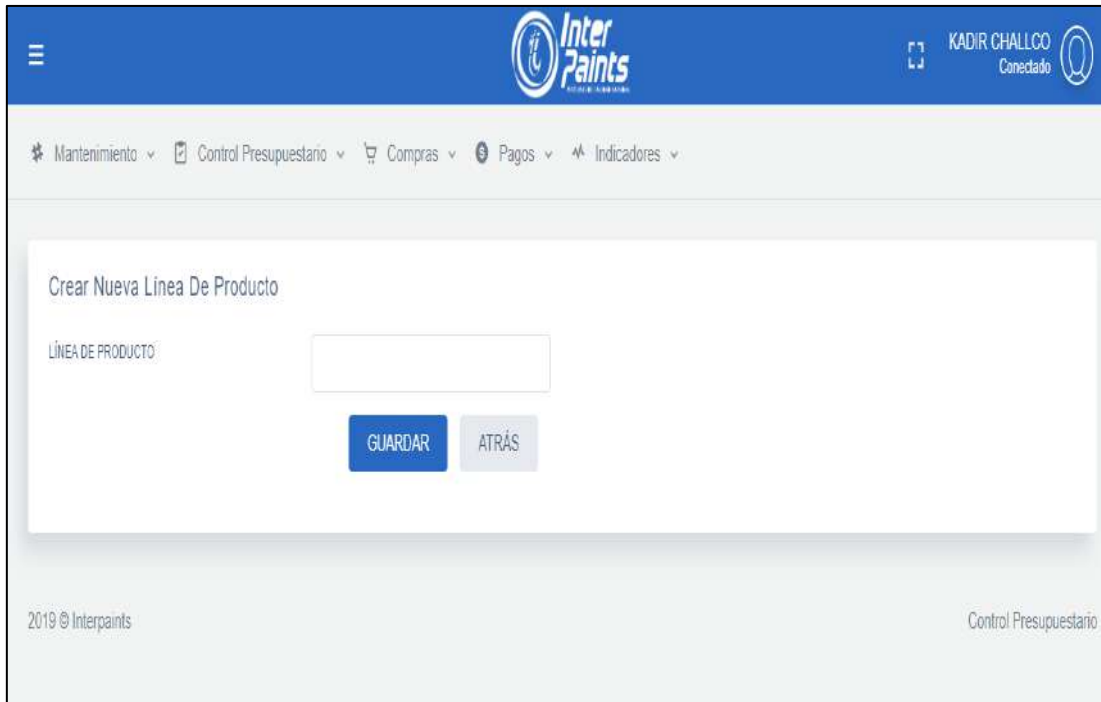 Inter
Paints
KADIR CHALLCO
Conectado
Mantenimiento
Control Presupuestario
Compras
Pagos
Indicadores
Crear Nueva Línea De Producto
LÍNEA DE PRODUCTO
GUARDAR
ATRÁS
2019 © Interpaints
Control Presupuestario